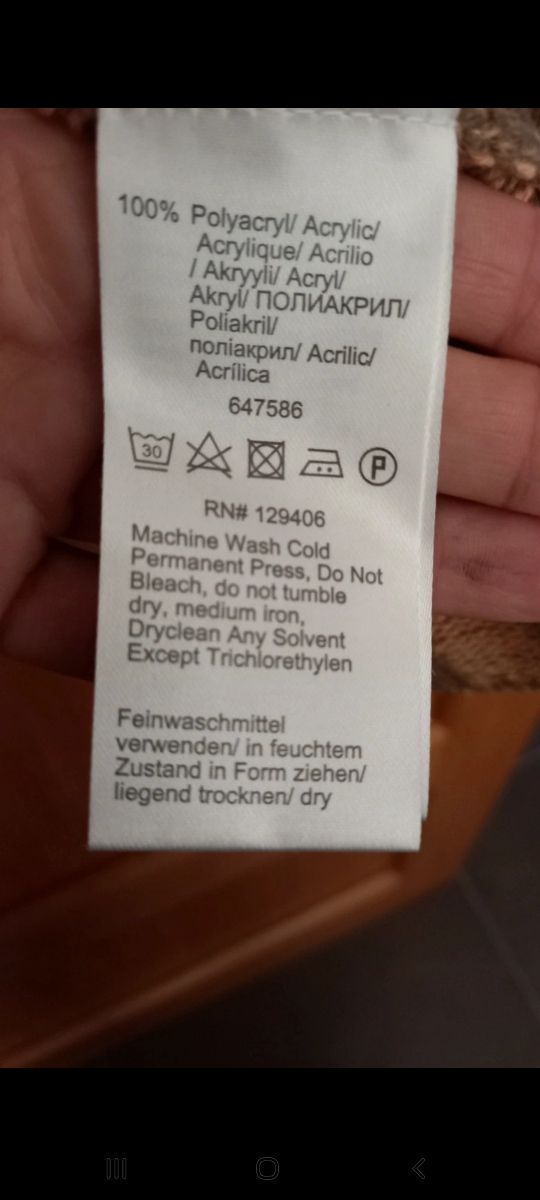 100% Polyacryl/ Acrylic/
Acrylique/ Acrilio
/ Akryyli/ Acryl/
Akryl/ ПОЛИАКРИЛ/
Poliakril/
поліакрил/ Acrilic/
Acrílica
647586
30 P
RN# 129406
Machine Wash Cold
Permanent Press, Do Not
Bleach, do not tumble
dry, medium iron,
Dryclean Any Solvent
Except Trichlorethylen
Feinwaschmittel
verwenden/ in feuchtem
Zustand in Form ziehen/
liegend trocknen/ dry